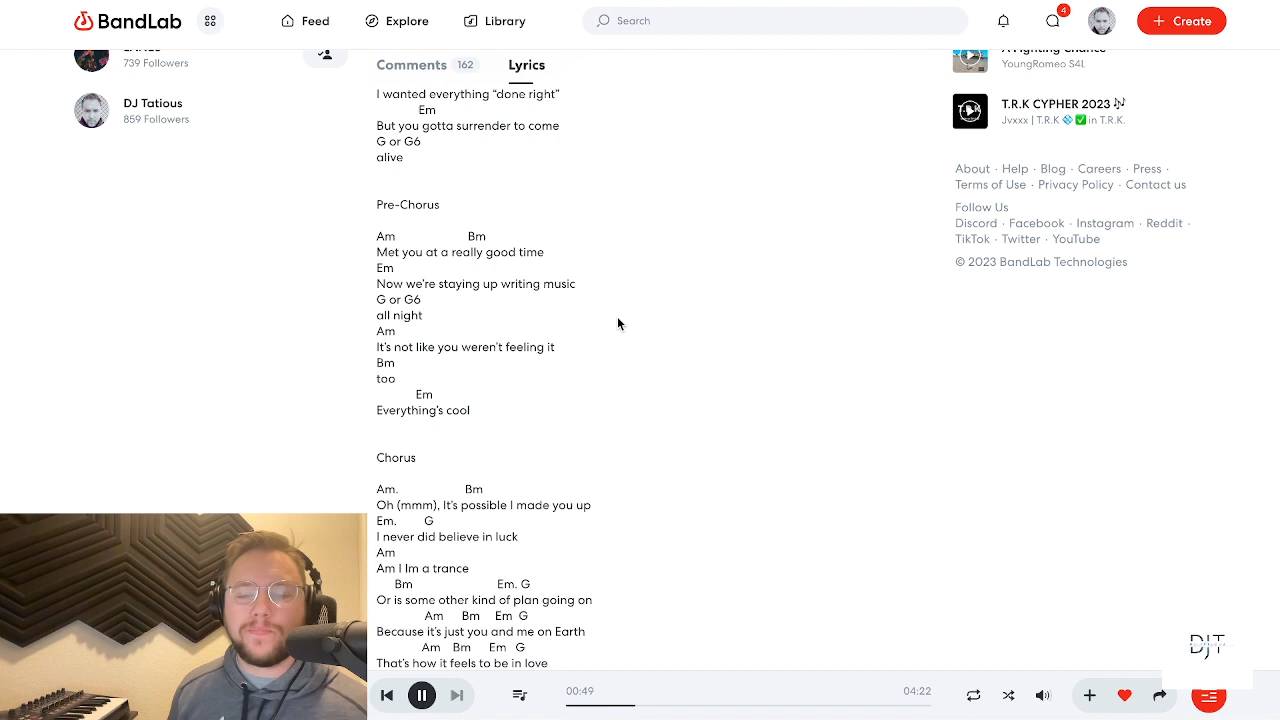 BandLab
Feed
Explore
Library
Search
4
Create
739 Followers
DJ Tatious
859 Followers
Comments 162
Lyrics
I wanted everything “done right”
Em
But you gotta surrender to come
G or G6
alive
Pre-Chorus
Am Bm
Met you at a really good time
Em
Now we’re staying up writing music
G or G6
all night
Am
It’s not like you weren’t feeling it
Bm
too
Em
Everything’s cool
Chorus
Am. Bm
Oh (mmm), It’s possible I made you up
Em. G
I never did believe in luck
Am
Am I Im a trance
Bm Em. G
Or is some other kind of plan going on
Am Bm Em G
Because it’s just you and me on Earth
Am Bm Em G
That’s how it feels to be in love
A Fighting Chance
YoungRomeo S4L
T.R.K CYPHER 2023 🎶
Jvxxx | T.R.K 💠 ✅ in T.R.K.
About · Help · Blog · Careers · Press ·
Terms of Use · Privacy Policy · Contact us
Follow Us
Discord · Facebook · Instagram · Reddit ·
TikTok · Twitter · YouTube
© 2023 BandLab Technologies
DJT
00:49
04:22